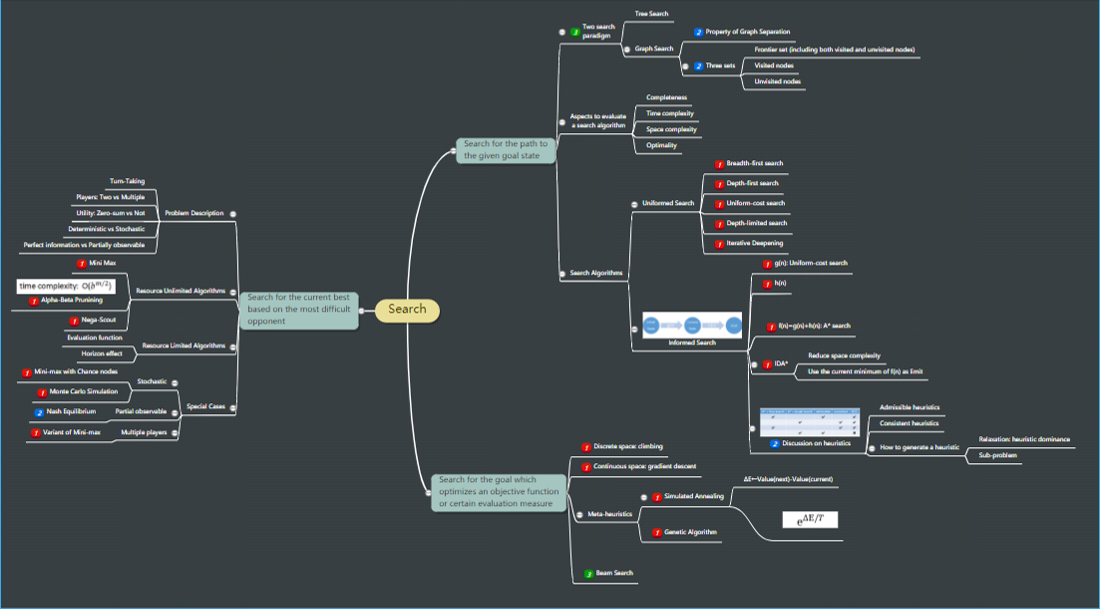 Search
Search for the path to
the given goal state
3
Two search
paradigm
Tree Search
Graph Search
2
Property of Graph Separation
2
Three sets
Frontier set (including both visited and unvisited nodes)
Visited nodes
Unvisited nodes
Aspects to evaluate
a search algorithm
Completeness
Time complexity
Space complexity
Optimality
Search Algorithms
Uniformed Search
1 Breadth-first search
1 Depth-first search
1 Uniform-cost search
1 Depth-limited search
1 Iterative Deepening
Informed Search
1 g(n): Uniform-cost search
1 h(n)
1 f(n)=g(n)+h(n): A* search
1 IDA*
Reduce space complexity
Use the current minimum of f(n) as limit
2 Discussion on heuristics
Admissible heuristics
Consistent heuristics
How to generate a heuristic
Relaxation: heuristic dominance
Sub-problem
Search for the goal which
optimizes an objective function
or certain evaluation measure
1 Discrete space: climbing
1 Continuous space: gradient descent
Meta-heuristics
1 Simulated Annealing
ΔE=Value(next)-Value(current)
e^{ΔE/T}
1 Genetic Algorithm
3 Beam Search
Search for the current best
based on the most difficult
opponent
Problem Description
Turn-Taking
Players: Two vs Multiple
Utility: Zero-sum vs Not
Deterministic vs Stochastic
Perfect information vs Partially observable
Resource Unlimited Algorithms
1 Mini Max
time complexity: O(b^{m/2})
1 Alpha-Beta Prunining
1 Nega-Scout
Resource Limited Algorithms
Evaluation function
Horizon effect
Special Cases
Stochastic
1 Mini-max with Chance nodes
1 Monte Carlo Simulation
Partial observable
2 Nash Equilibrium
Multiple players
1 Variant of Mini-max